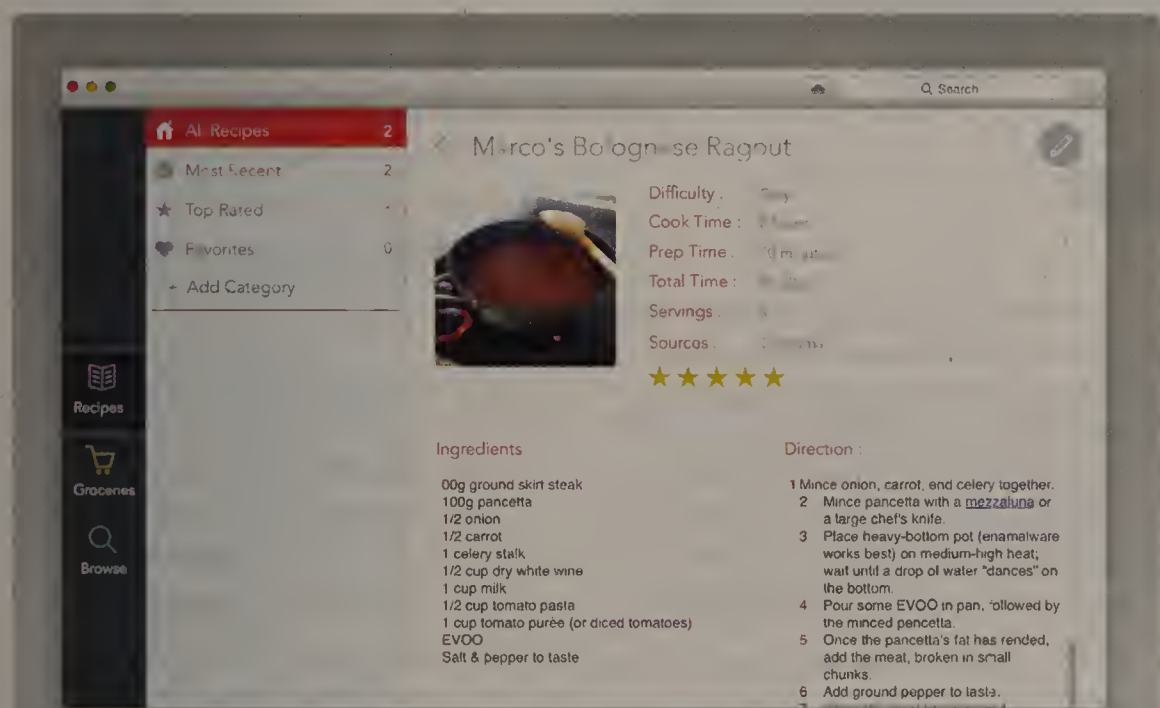 Search
All Recipes 2
Most Recent 2
Top Rated
Favorites 0
+ Add Category
Recipes
Groceries
Browse
Marco's Bolognese Ragout
Difficulty :
Cook Time :
Prep Time :
Total Time :
Servings :
Sources :
Ingredients
00g ground skirt steak
100g pancetta
1/2 onion
1/2 carrot
1 celery stalk
1/2 cup dry white wine
1 cup milk
1/2 cup tomato pasta
1 cup tomato purèe (or diced tomatoes)
EVOO
Salt & pepper to taste
Direction :
1 Mince onion, carrot, and celery together.
2 Mince pancetta with a mezzaluna or
a large chef's knife.
3 Place heavy-bottom pot (enamalware
works best) on medium-high heat;
wait until a drop of water "dances" on
the bottom.
4 Pour some EVOO in pan, followed by
the minced pancetta.
5 Once the pancetta's fat has rended,
add the meat, broken in small
chunks.
6 Add ground pepper to taste.